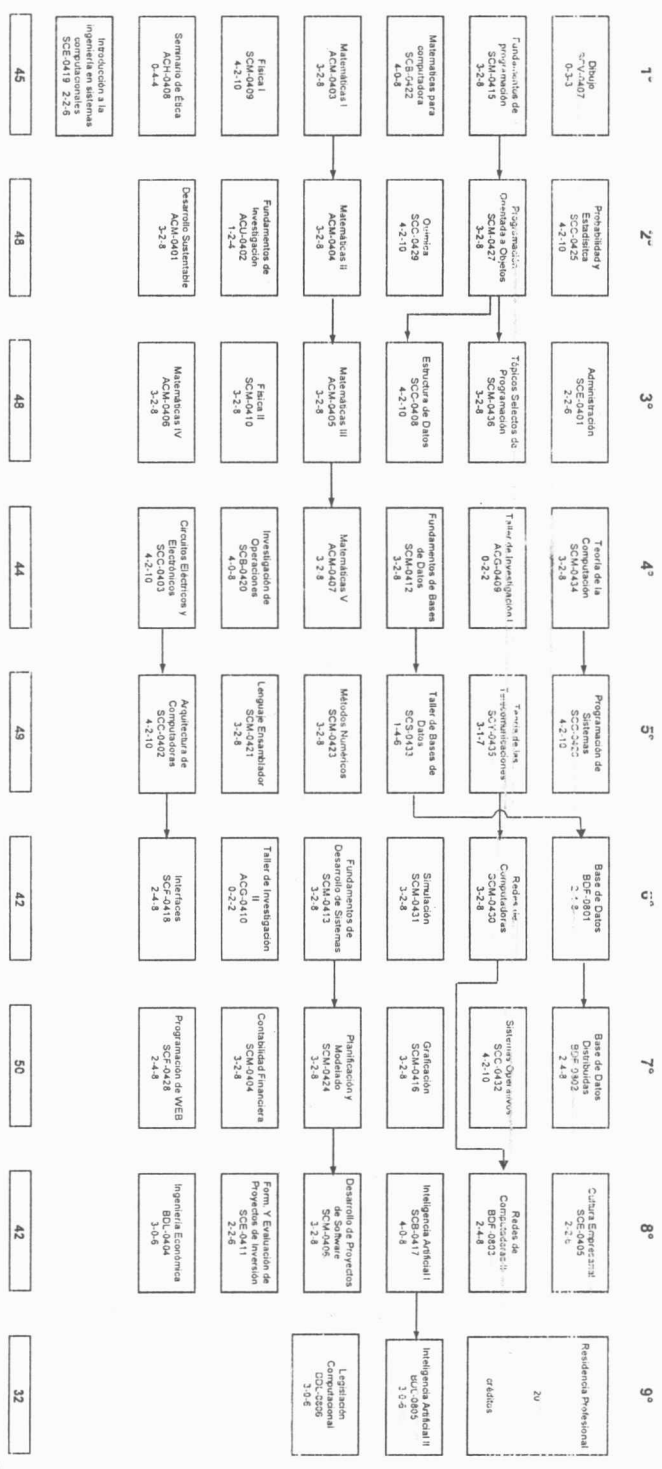 1°
Dibujo
0-3-3
Fundamentos de
programación
SCM-0415
3-2-8
Matemáticas para
computadora
SCB-0422
4-0-8
Matemáticas I
ACM-0403
3-2-8
Física I
SCM-0409
4-2-10
Seminario de Ética
ACH-0408
0-4-4
Introducción a la
ingeniería en sistemas
computacionales
SCE-0419 2-2-6
45
2°
Probabilidad y
Estadísitca
SCC-0425
4-2-10
Programación
Orientada a Objetos
SCM-0427
3-2-8
Química
SCC-0429
4-2-10
Matemáticas II
ACM-0404
3-2-8
Fundamentos de
Investigación
ACU-0402
1-2-4
Desarrollo Sustentable
ACM-0401
3-2-8
48
3°
Administración
SCE-0401
2-2-6
Tópicos Selectos de
Programación
SCM-0436
3-2-8
Estructura de Datos
SCC-0408
4-2-10
Matemáticas III
ACM-0405
3-2-8
Física II
SCM-0410
3-2-8
Matemáticas IV
ACM-0406
3-2-8
48
4°
Teoría de la
Computación
SCM-0434
3-2-8
Taller de Investigación I
ACG-0409
0-2-2
Fundamentos de Bases
de Datos
SCM-0412
3-2-8
Matemáticas V
ACM-0407
3-2-8
Investigación de
Operaciones
SCB-0420
4-0-8
Circuitos Eléctricos y
Electrónicos
SCC-0403
4-2-10
44
5°
Programación de
Sistemas
4-2-10
Teoría de las
Telecomunicaciones
SCY-0435
3-1-7
Taller de Bases de
Datos
SCS-0433
1-4-6
Métodos Numéricos
SCM-0423
3-2-8
Lenguaje Ensamblador
SCM-0421
3-2-8
Arquitectura de
Computadoras
SCC-0402
4-2-10
49
Base de Datos
BDF-0801
Redes de
Computadoras
SCM-0430
3-2-8
Simulación
SCM-0431
3-2-8
Fundamentos de
Desarrollo de Sistemas
SCM-0413
3-2-8
Taller de Investigación
II
ACG-0410
0-2-2
Interfaces
SCF-0418
2-4-8
42
7°
Base de Datos
Distribuidas
BDF-0802
2-4-8
Sistemas Operativos
SCC-0432
4-2-10
Graficación
SCM-0416
3-2-8
Planificación y
Modelado
SCM-0424
3-2-8
Contabilidad Financiera
SCM-0404
3-2-8
Programación de WEB
SCF-0428
2-4-8
50
8°
Cultura Empresarial
SCE-0405
2-2-6
Redes de
Computadoras II
BDF-0803
2-4-8
Inteligencia Artificial I
SCB-0417
4-0-8
Desarrollo de Proyectos
de Software
SCM-0406
3-2-8
Form. Y Evaluación de
Proyectos de Inversión
SCE-0411
2-2-6
Ingeniería Económica
BDL-0404
3-0-6
42
9°
Residencia Profesional
20
créditos
Inteligencia Artificial II
BDL-0805
3-0-6
Legislación
Computacional
3-0-6
32